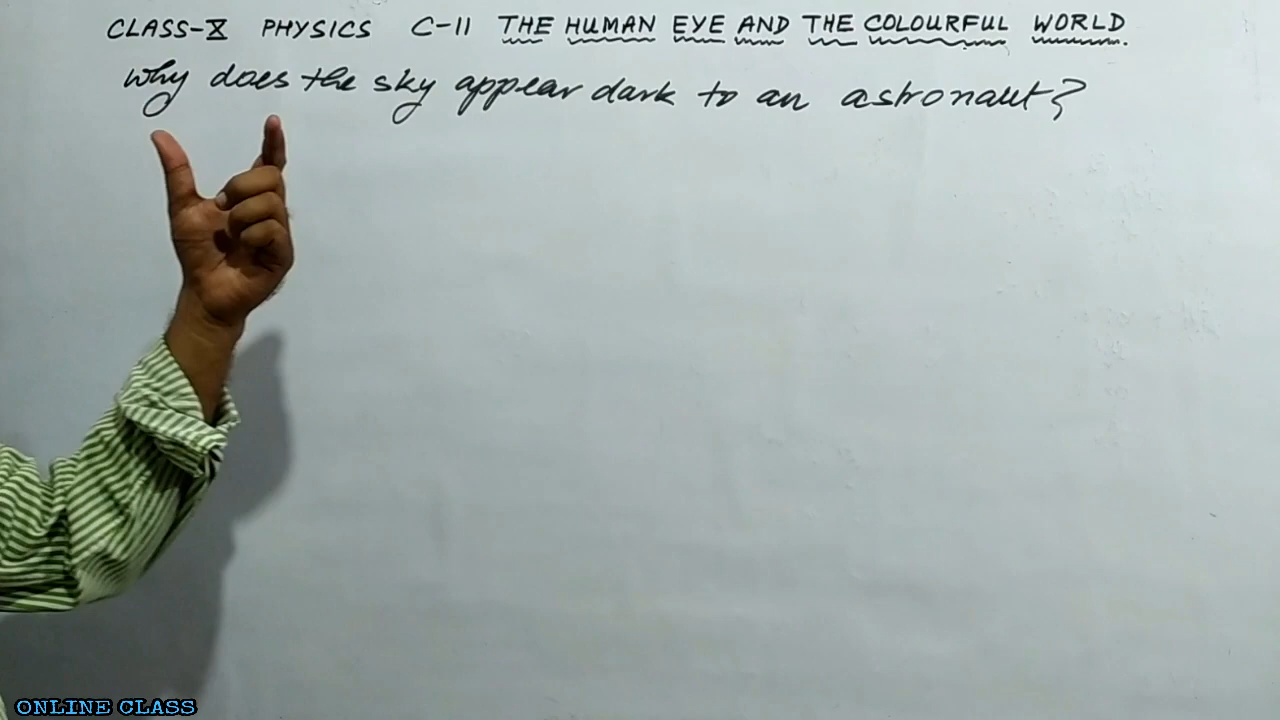 CLASS-X PHYSICS C-11 THE HUMAN EYE AND THE COLOURFUL WORLD.
Why does the sky appear dark to an astronaut?
ONLINE CLASS